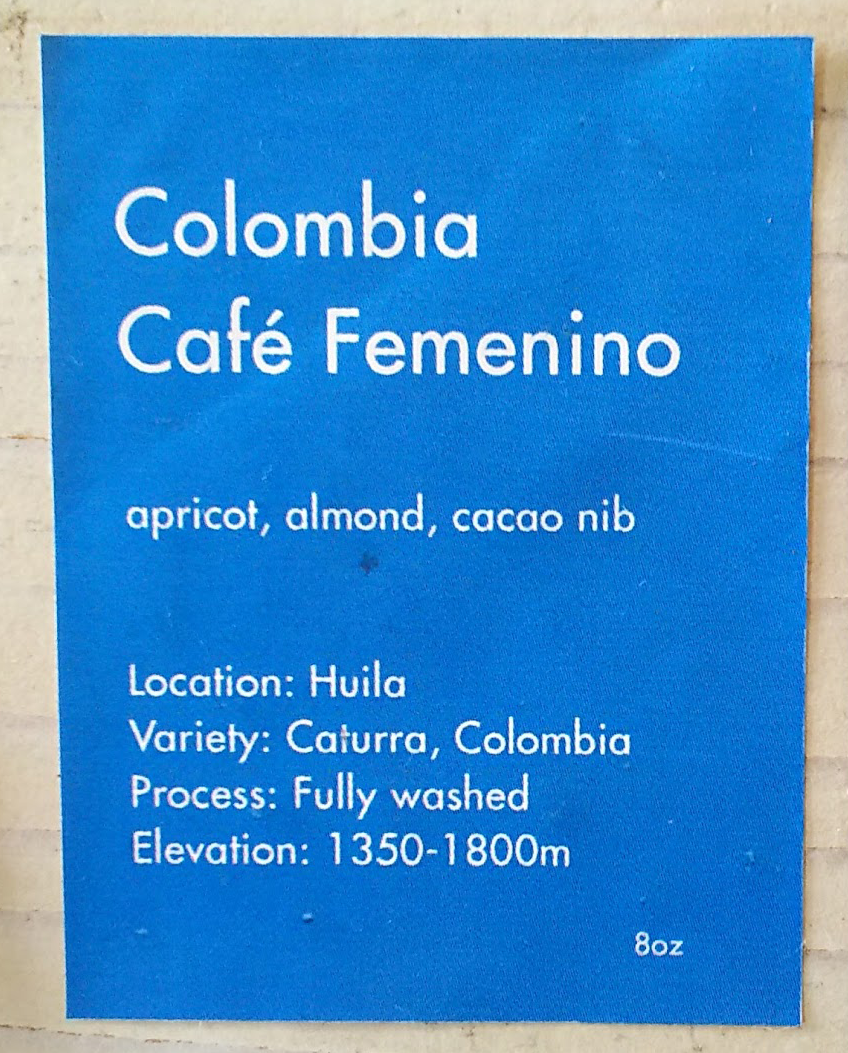 Colombia
Café Femenino
apricot, almond, cacao nib
Location: Huila
Variety: Caturra, Colombia
Process: Fully washed
Elevation: 1350-1800m
8oz